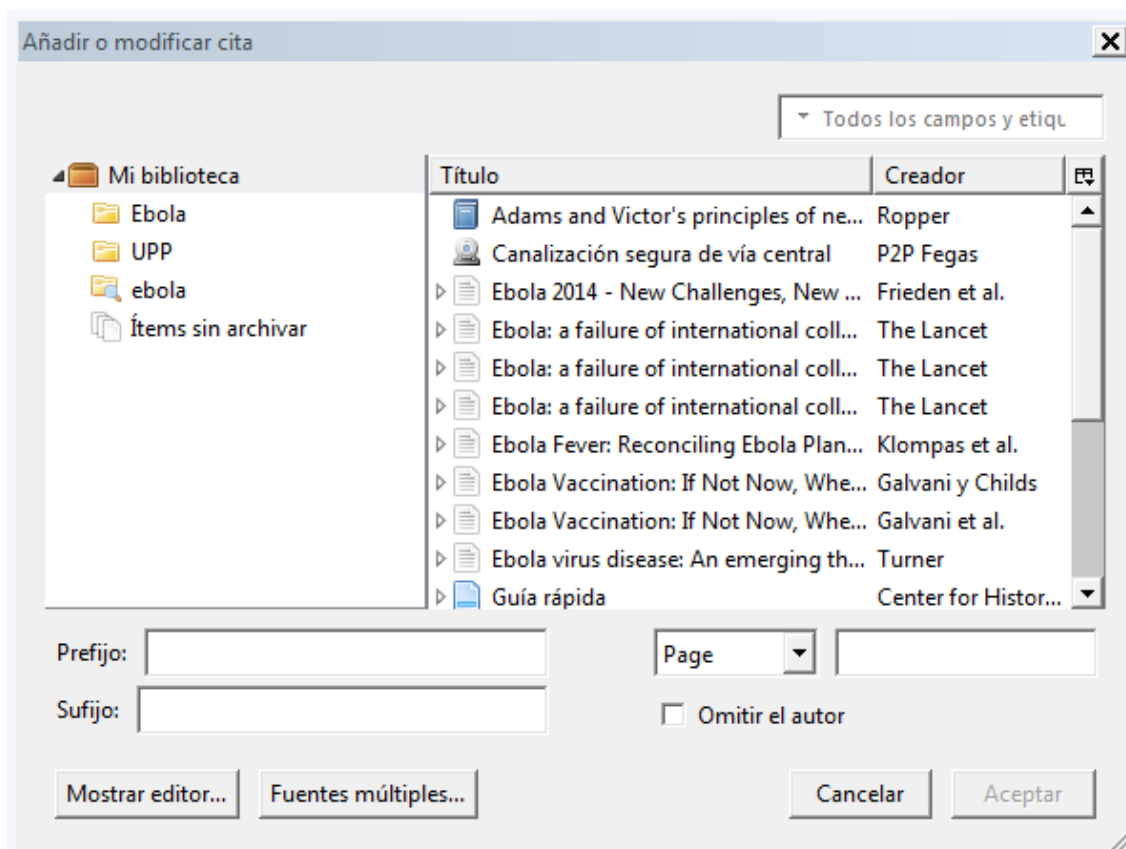 Añadir o modificar cita
Todos los campos y etiqu
Mi biblioteca
Ebola
UPP
ebola
Ítems sin archivar
Título Creador
Adams and Victor's principles of ne... Ropper
Canalización segura de vía central P2P Fegas
Ebola 2014 - New Challenges, New ... Frieden et al.
Ebola: a failure of international coll... The Lancet
Ebola: a failure of international coll... The Lancet
Ebola: a failure of international coll... The Lancet
Ebola Fever: Reconciling Ebola Plan... Klompas et al.
Ebola Vaccination: If Not Now, Whe... Galvani y Childs
Ebola Vaccination: If Not Now, Whe... Galvani et al.
Ebola virus disease: An emerging th... Turner
Guía rápida Center for Histor...
Prefijo: Page
Sufijo: Omitir el autor
Mostrar editor... Fuentes múltiples... Cancelar Aceptar